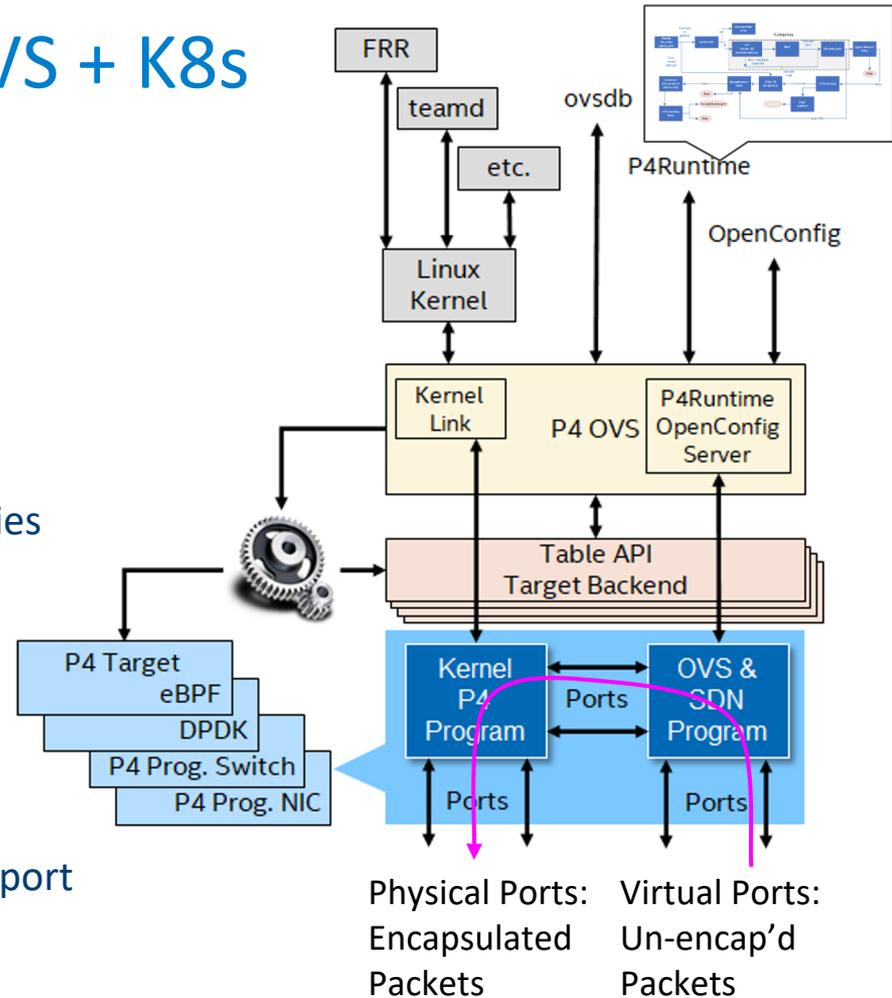 VS + K8s
FRR
teamd
etc.
ovsdb
P4Runtime
OpenConfig
Linux
Kernel
Kernel
Link
P4 OVS
P4Runtime
OpenConfig
Server
ies
Table API
Target Backend
P4 Target
eBPF
DPDK
P4 Prog. Switch
P4 Prog. NIC
Kernel
P4
Program
Ports
OVS &
SDN
Program
Ports
Ports
port
Physical Ports:
Encapsulated
Packets
Virtual Ports:
Un-encap’d
Packets